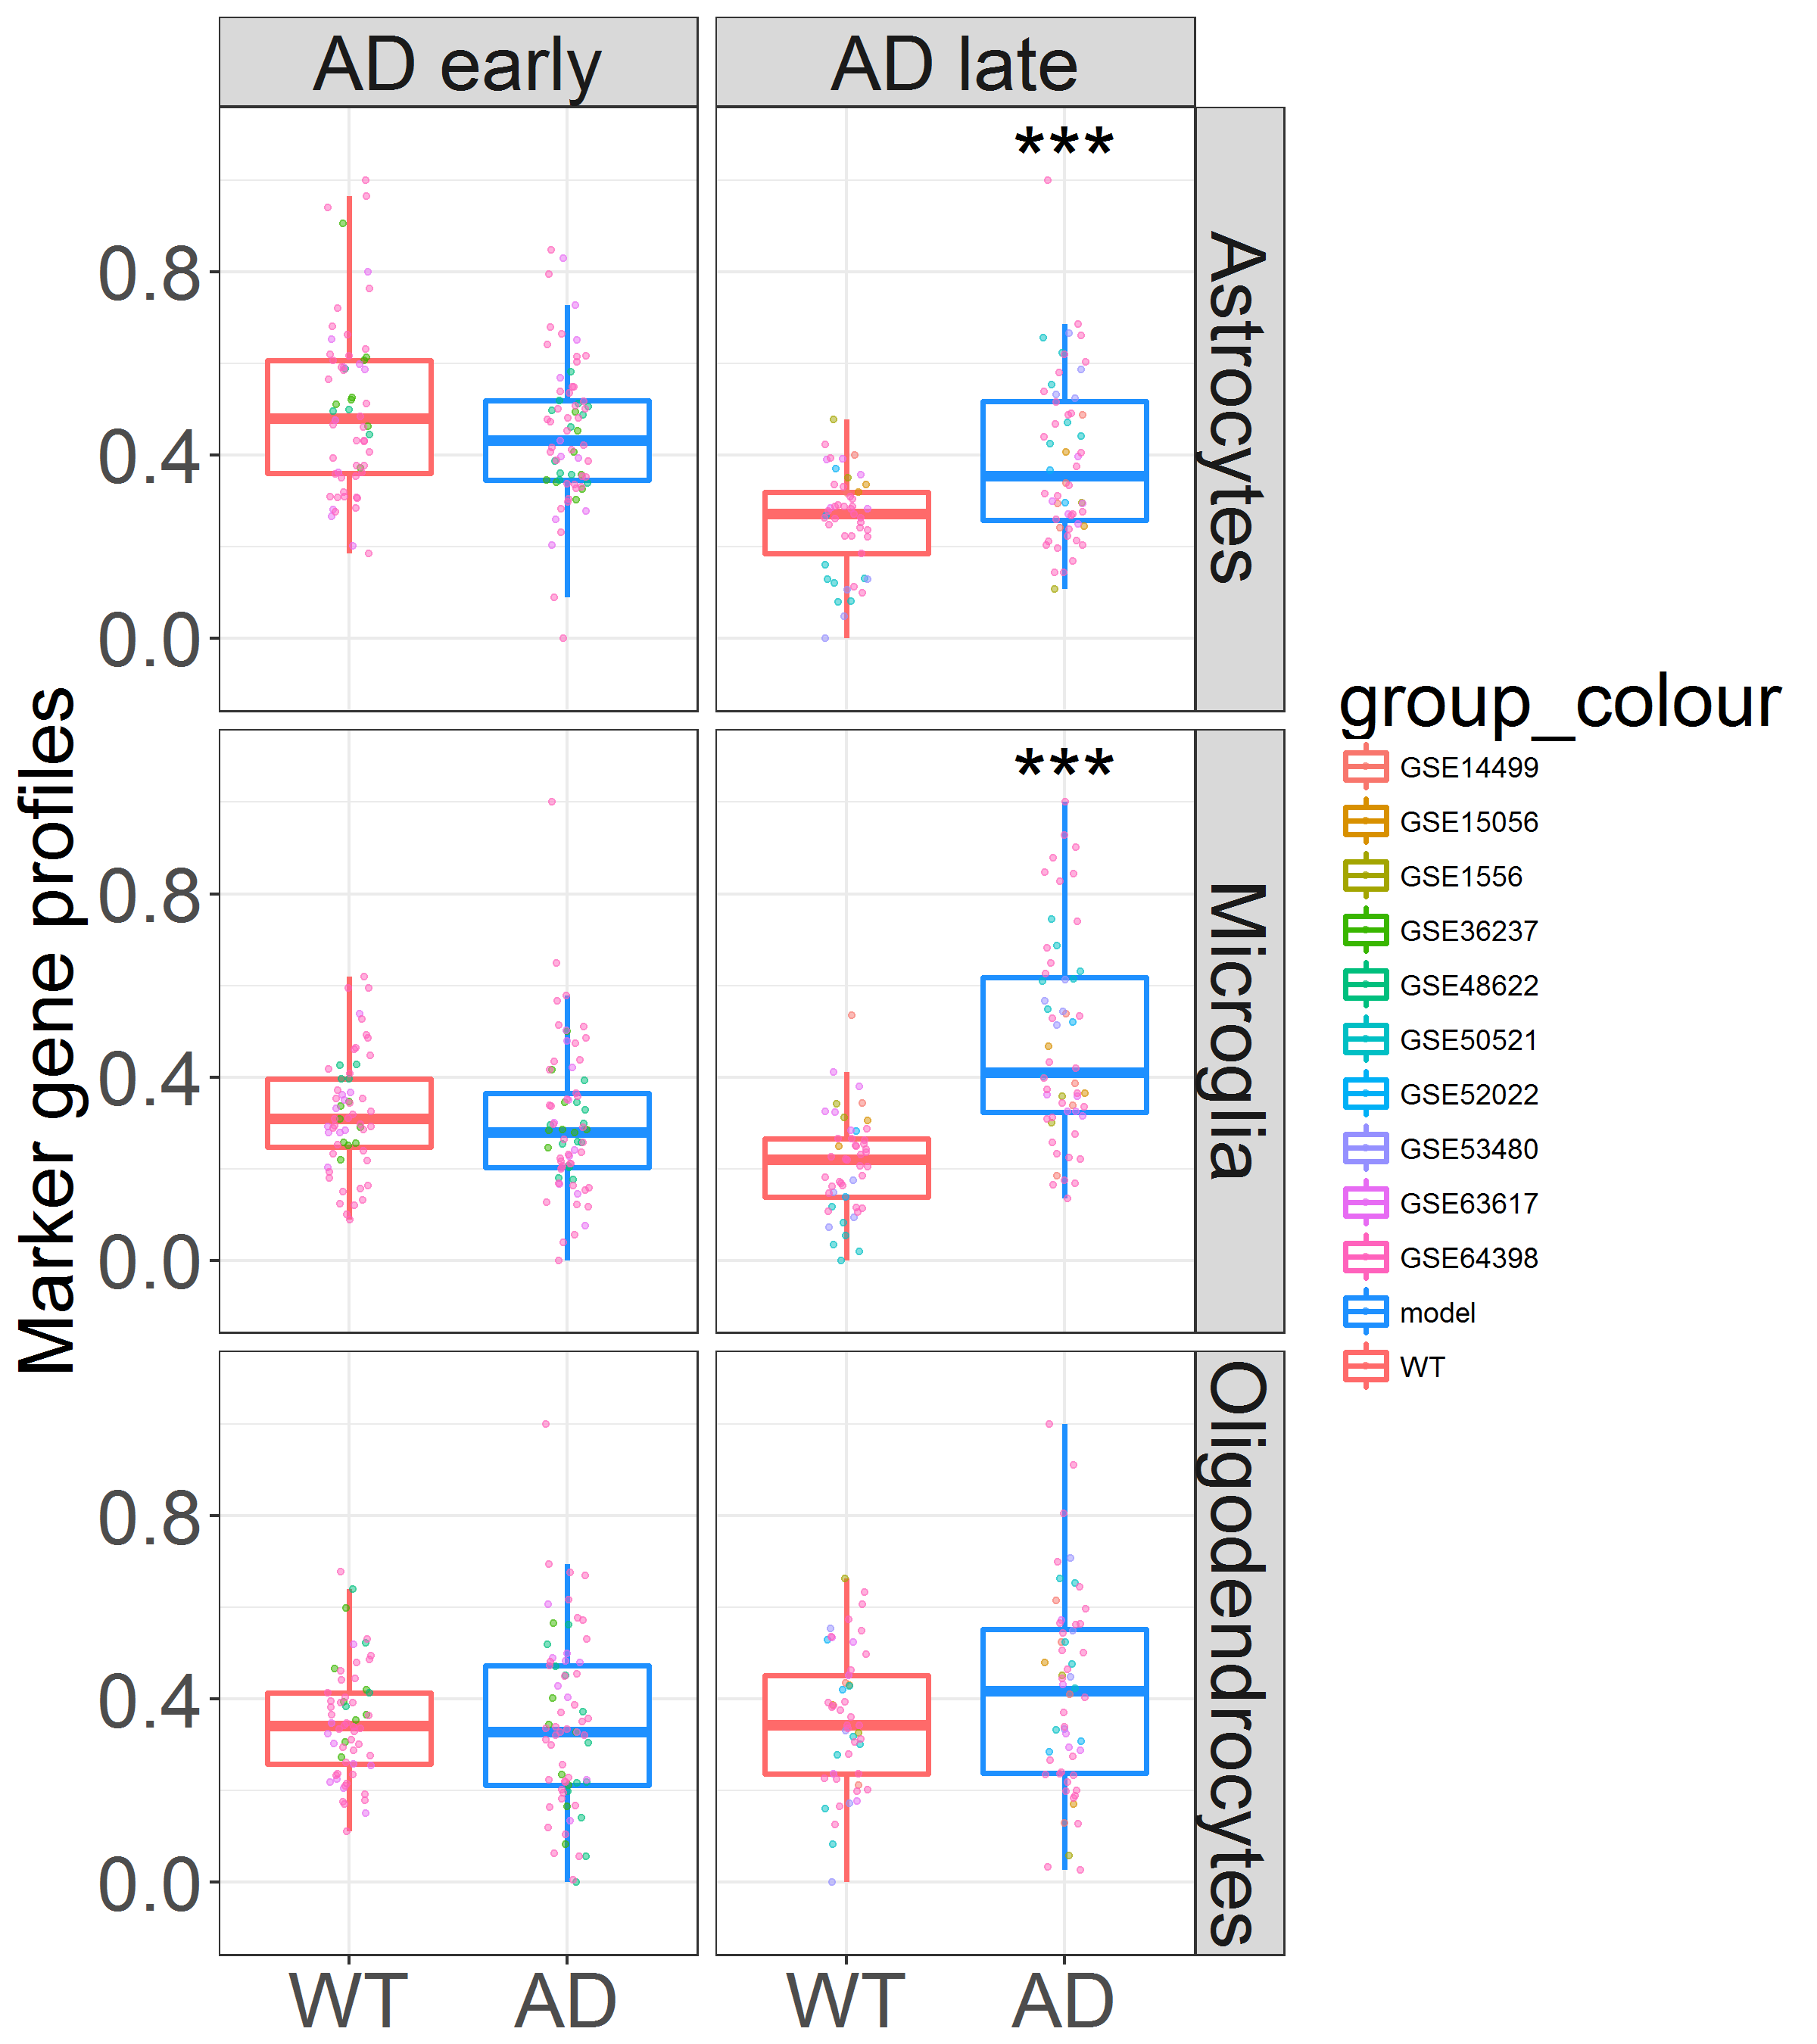 AD early
AD late
***
Astrocytes
0.8
0.4
0.0
***
Microglia
0.8
0.4
0.0
Oligodendrocytes
0.8
0.4
0.0
WT
AD
WT
AD
Marker gene profiles
group_colour
GSE14499
GSE15056
GSE1556
GSE36237
GSE48622
GSE50521
GSE52022
GSE53480
GSE63617
GSE64398
model
WT